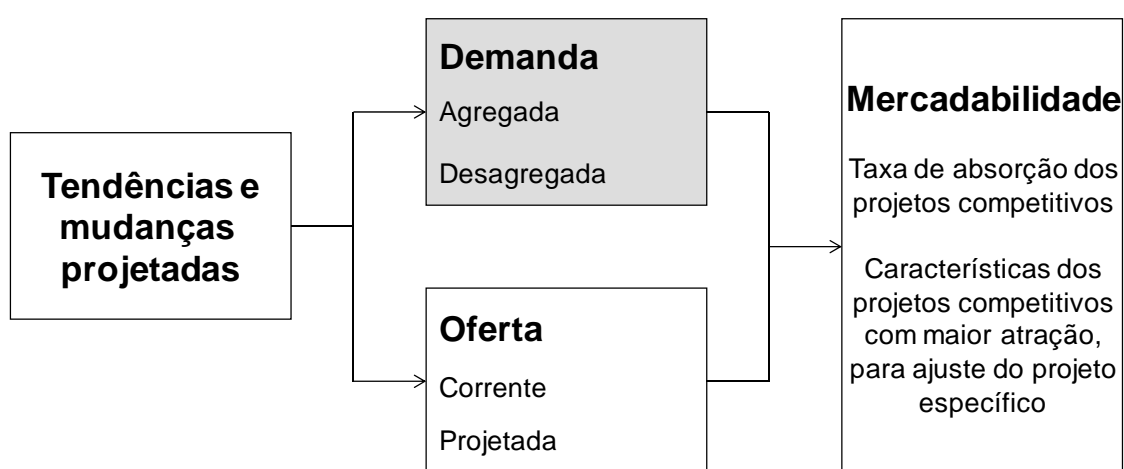 Tendências e
mudanças
projetadas
Demanda
Agregada
Desagregada
Oferta
Corrente
Projetada
Mercadabilidade
Taxa de absorção dos
projetos competitivos
Características dos
projetos competitivos
com maior atração,
para ajuste do projeto
específico